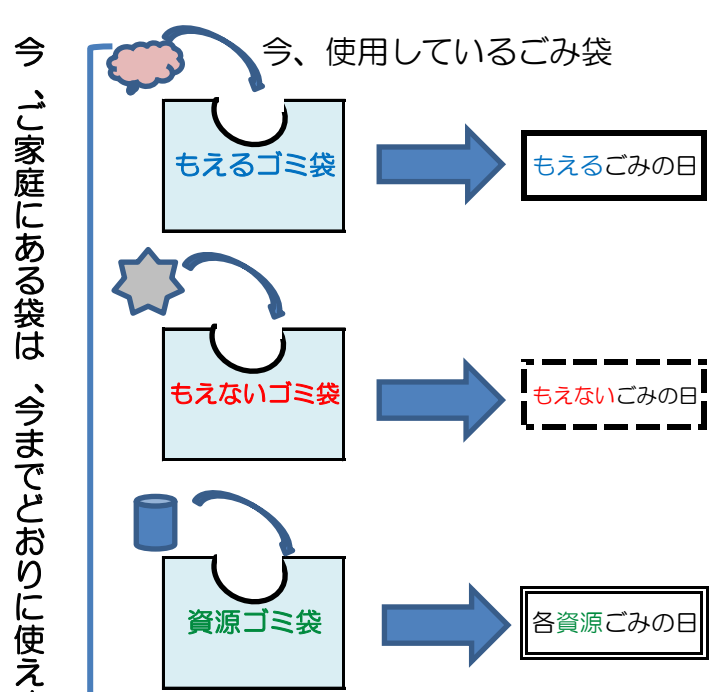 今、使用しているごみ袋
今、ご家庭にある袋は、今までどおりに使え
もえるゴミ袋
もえるごみの日
もえないゴミ袋
もえないごみの日
資源ゴミ袋
各資源ごみの日